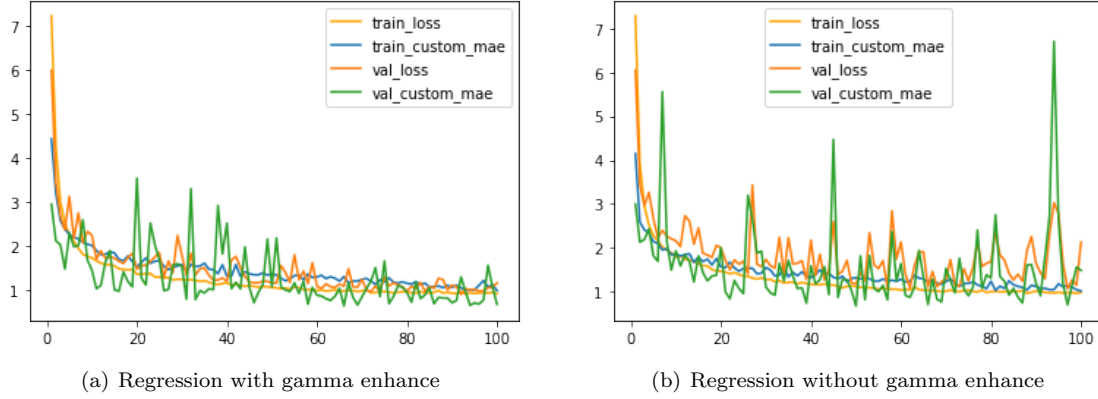 7
6
5
4
3
2
1
0
20
40
60
80
100
train_loss
train_custom_mae
val_loss
val_custom_mae
(a) Regression with gamma enhance
7
6
5
4
3
2
1
0
20
40
60
80
100
train_loss
train_custom_mae
val_loss
val_custom_mae
(b) Regression without gamma enhance